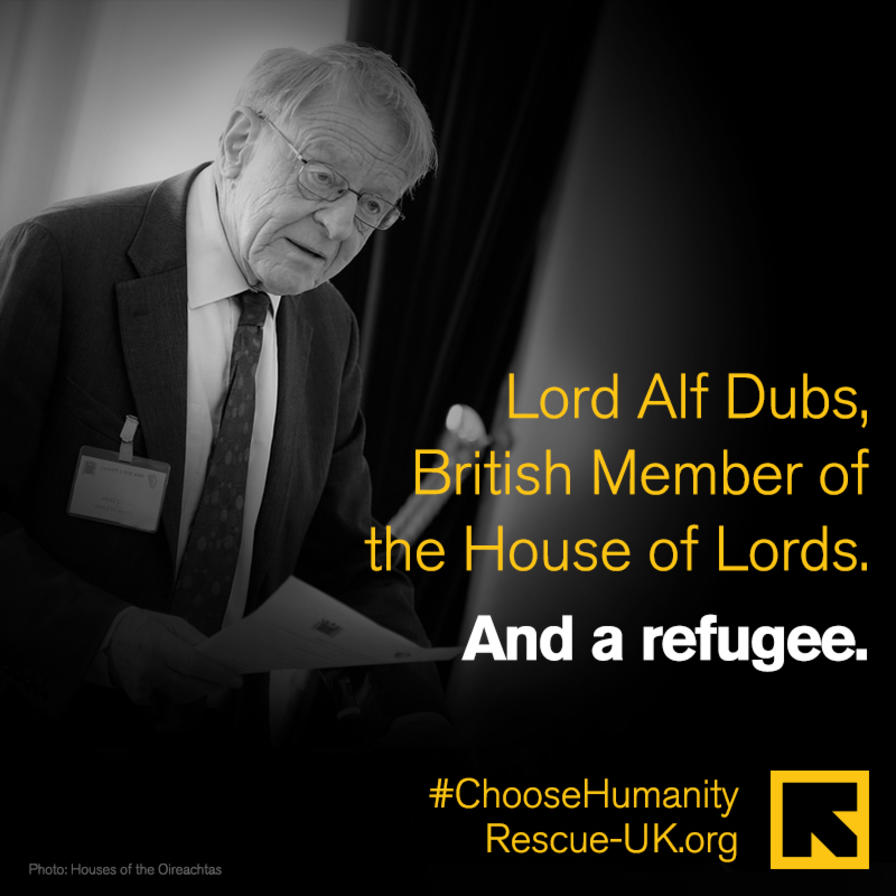 Lord Alf Dubs,
British Member of
the House of Lords.
And a refugee.
#ChooseHumanity
Rescue-UK.org
Photo: Houses of the Oireachtas